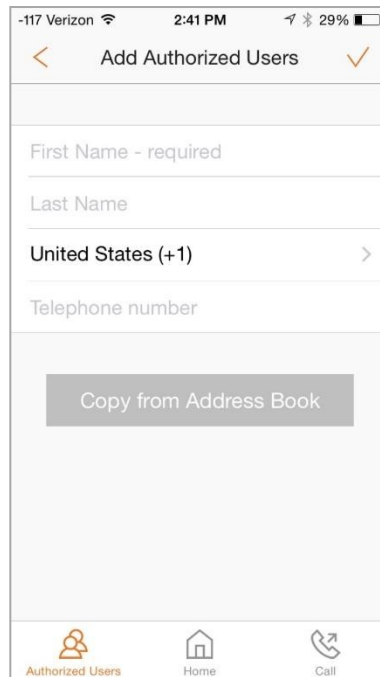 -117 Verizon 2:41 PM 29%
Add Authorized Users
First Name - required
Last Name
United States (+1)
Telephone number
Copy from Address Book
Authorized Users Home Call